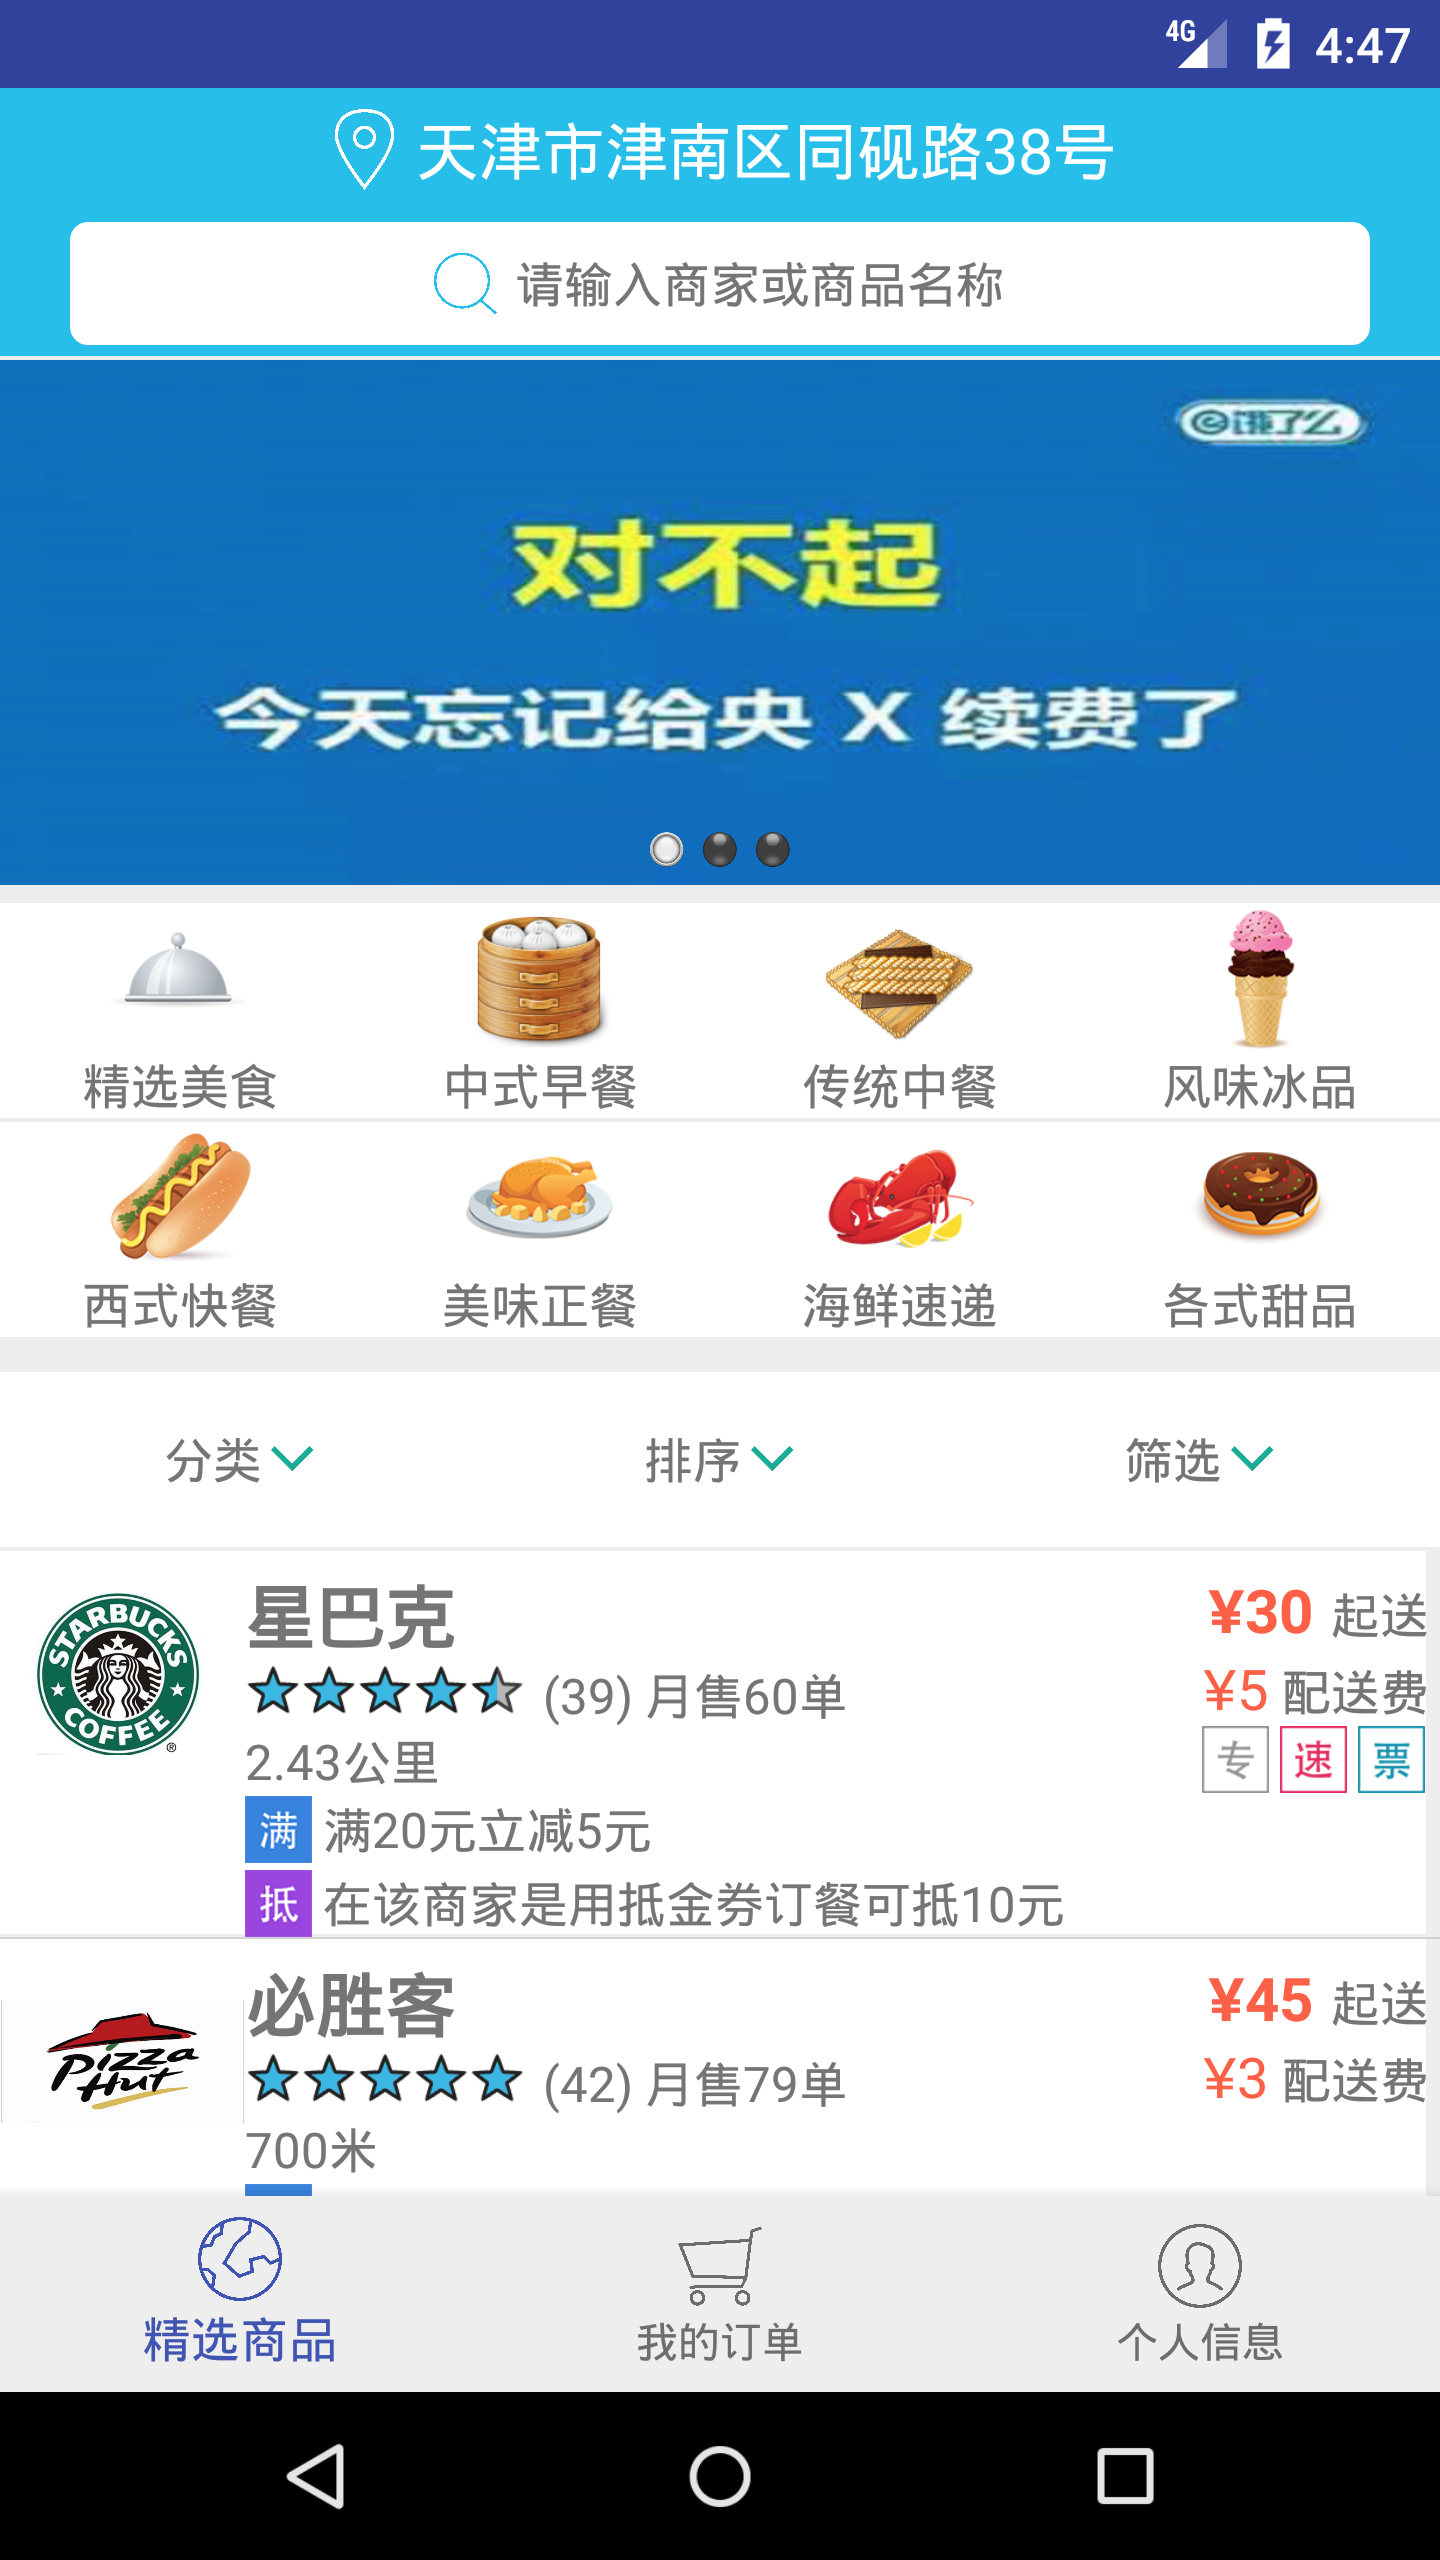 4G 4:47
天津市津南区同砚路38号
请输入商家或商品名称
饿了么
对不起
今天忘记给央 X 续费了
精选美食 中式早餐 传统中餐 风味冰品
西式快餐 美味正餐 海鲜速递 各式甜品
分类 排序 筛选
STARBUCKS COFFEE ®
星巴克 ¥30 起送
(39) 月售60单 ¥5 配送费
2.43公里 专 速 票
满 满20元立减5元
抵 在该商家是用抵金券订餐可抵10元
Pizza Hut
必胜客 ¥45 起送
(42) 月售79单 ¥3 配送费
700米
精选商品 我的订单 个人信息